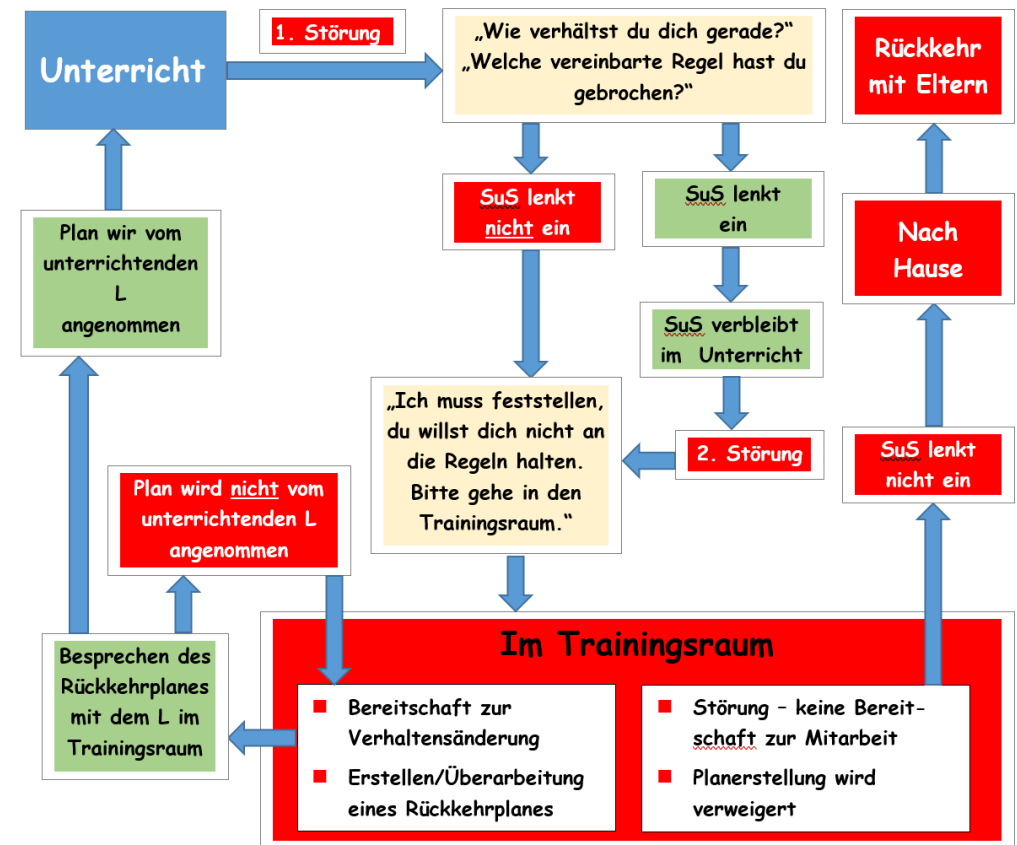 Unterricht
1. Störung
„Wie verhältst du dich gerade?“
„Welche vereinbarte Regel hast du
gebrochen?“
Rückkehr
mit Eltern
SuS lenkt
nicht ein
SuS lenkt
ein
Nach
Hause
Plan wir vom
unterrichtenden
L
angenommen
SuS verbleibt
im Unterricht
„Ich muss feststellen,
du willst dich nicht an
die Regeln halten.
Bitte gehe in den
Trainingsraum.“
2. Störung
SuS lenkt
nicht ein
Plan wird nicht vom
unterrichtenden L
angenommen
Besprechen des
Rückkehrplanes
mit dem L im
Trainingsraum
Im Trainingsraum
Bereitschaft zur
Verhaltensänderung
Erstellen/Überarbeitung
eines Rückkehrplanes
Störung – keine Bereit-
schaft zur Mitarbeit
Planerstellung wird
verweigert